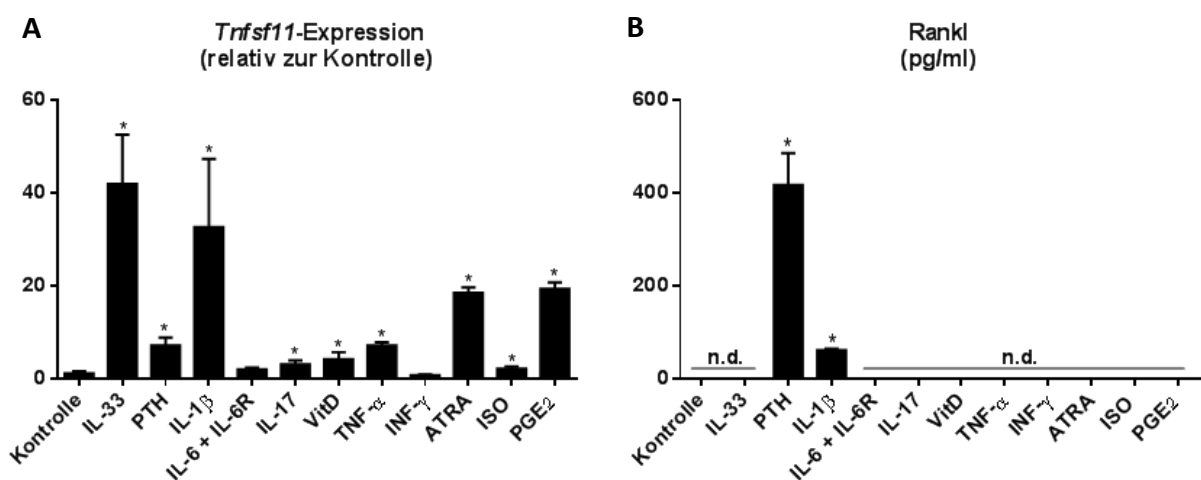 A
Tnfsf11-Expression
(relativ zur Kontrolle)
60
40
20
0
*
*
*
*
*
*
*
*
*
Kontrolle
IL-33
PTH
IL-1β
IL-6 + IL-6R
IL-17
VitD
TNF-α
INF-γ
ATRA
ISO
PGE2
B
Rankl
(pg/ml)
600
400
200
0
n.d.
*
*
n.d.
Kontrolle
IL-33
PTH
IL-1β
IL-6 + IL-6R
IL-17
VitD
TNF-α
INF-γ
ATRA
ISO
PGE2